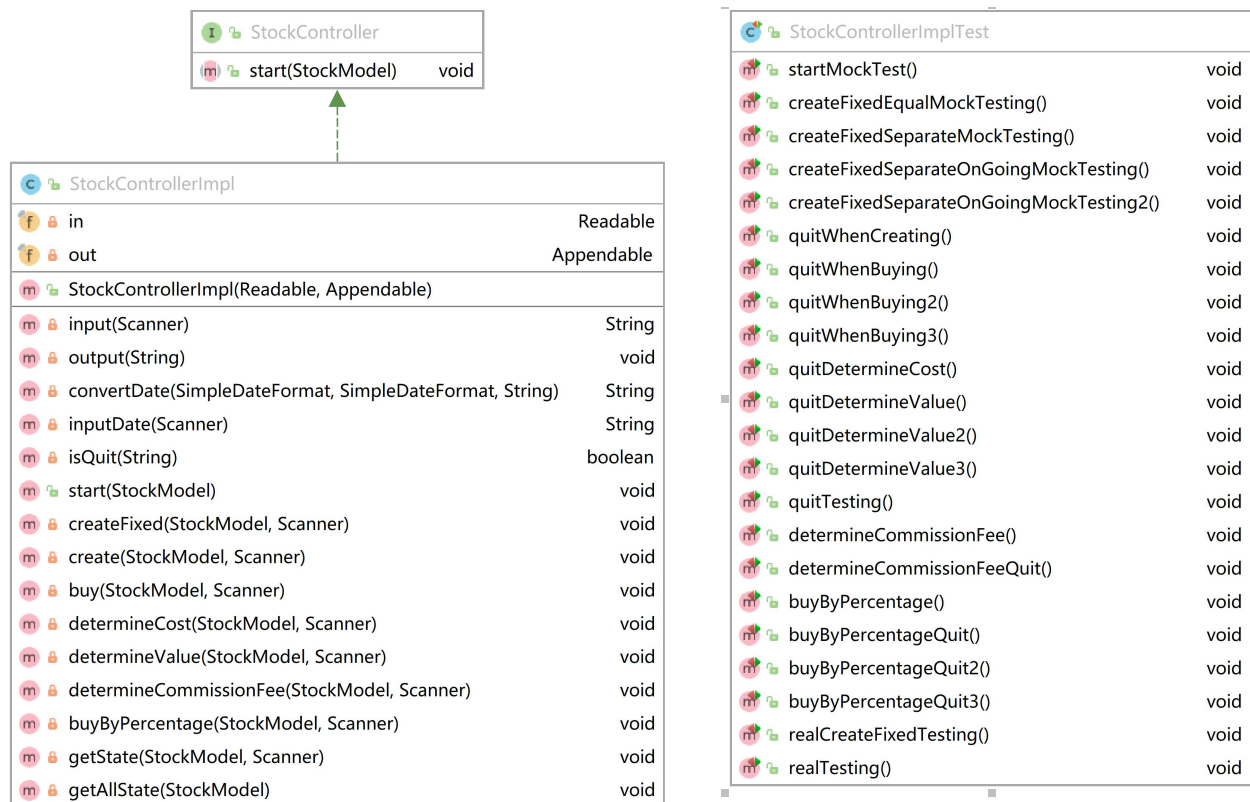 StockController
start(StockModel) void
StockControllerImpl
in Readable
out Appendable
StockControllerImpl(Readable, Appendable)
input(Scanner) String
output(String) void
convertDate(SimpleDateFormat, SimpleDateFormat, String) String
inputDate(Scanner) String
isQuit(String) boolean
start(StockModel) void
createFixed(StockModel, Scanner) void
create(StockModel, Scanner) void
buy(StockModel, Scanner) void
determineCost(StockModel, Scanner) void
determineValue(StockModel, Scanner) void
determineCommissionFee(StockModel, Scanner) void
buyByPercentage(StockModel, Scanner) void
getState(StockModel, Scanner) void
getAllState(StockModel) void
StockControllerImplTest
startMockTest() void
createFixedEqualMockTesting() void
createFixedSeparateMockTesting() void
createFixedSeparateOnGoingMockTesting() void
createFixedSeparateOnGoingMockTesting2() void
quitWhenCreating() void
quitWhenBuying() void
quitWhenBuying2() void
quitWhenBuying3() void
quitDetermineCost() void
quitDetermineValue() void
quitDetermineValue2() void
quitDetermineValue3() void
quitTesting() void
determineCommissionFee() void
determineCommissionFeeQuit() void
buyByPercentage() void
buyByPercentageQuit() void
buyByPercentageQuit2() void
buyByPercentageQuit3() void
realCreateFixedTesting() void
realTesting() void